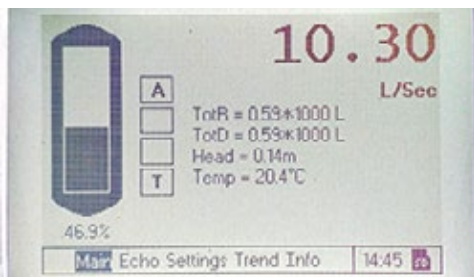 10.30
L/Sec
A
TotR = 0.59*1000 L
TotD = 0.59*1000 L
Head = 0.14m
T
Temp = 20.4°C
46.9%
Main Echo Settings Trend Info 14:45